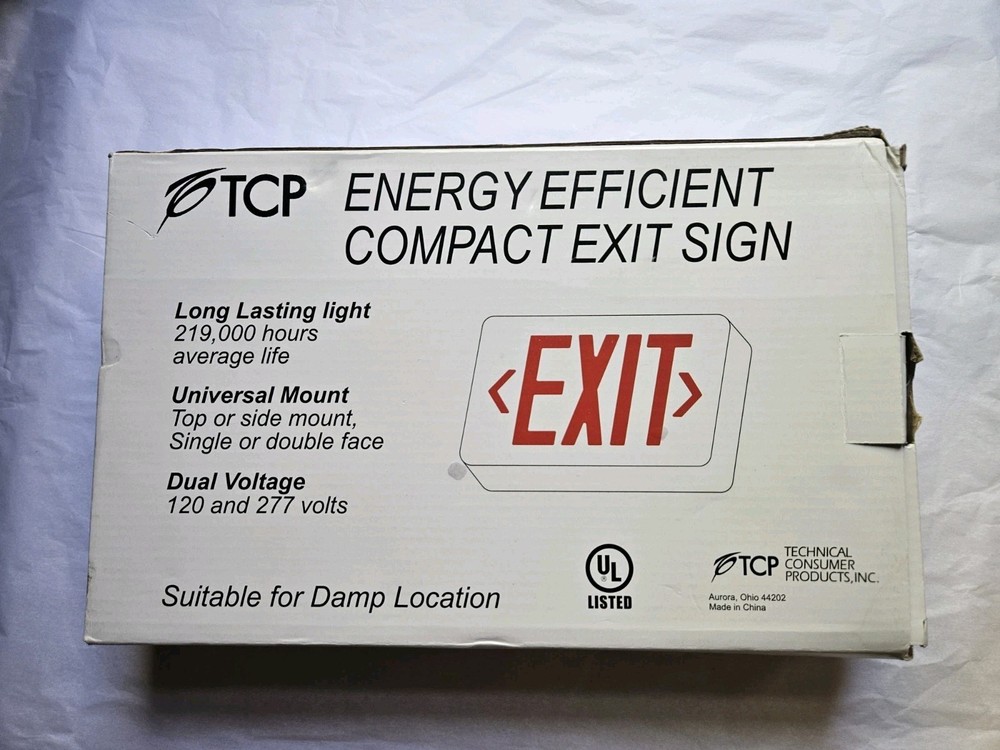 TCP
ENERGY EFFICIENT
COMPACT EXIT SIGN
Long Lasting light
219,000 hours
average life
Universal Mount
Top or side mount,
Single or double face
Dual Voltage
120 and 277 volts
<EXIT>
Suitable for Damp Location
UL
®
LISTED
TCP
TECHNICAL
CONSUMER
PRODUCTS, INC.
Aurora, Ohio 44202
Made in China